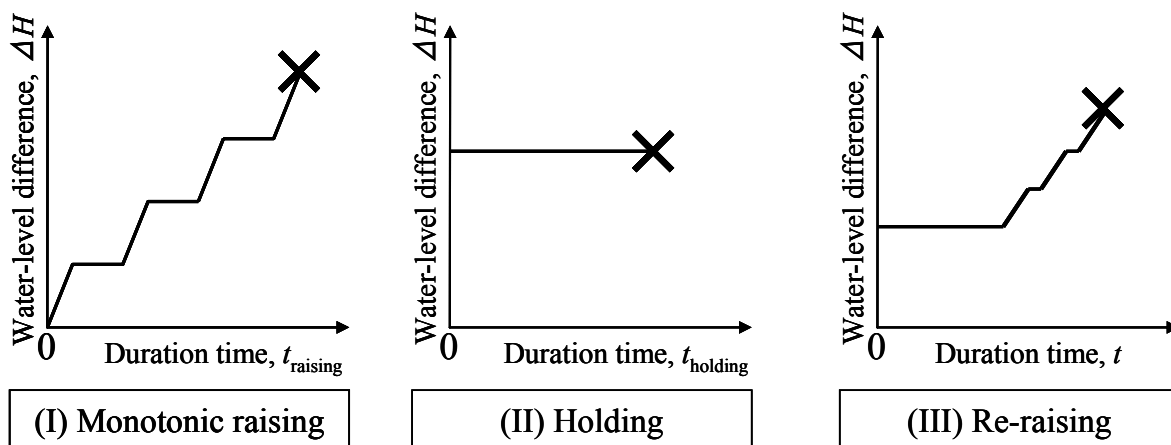 Water-level difference, ΔH
0
Duration time, t_raising
(I) Monotonic raising
Water-level difference, ΔH
0
Duration time, t_holding
(II) Holding
Water-level difference, ΔH
0
Duration time, t
(III) Re-raising